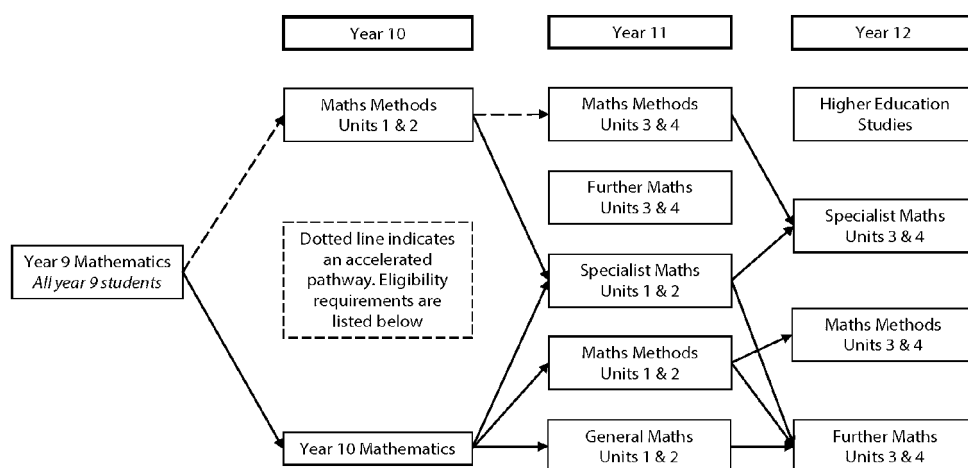 Year 10
Year 11
Year 12
Maths Methods
Units 1 & 2
Maths Methods
Units 3 & 4
Higher Education
Studies
Further Maths
Units 3 & 4
Specialist Maths
Units 3 & 4
Year 9 Mathematics
All year 9 students
Dotted line indicates
an accelerated
pathway. Eligibility
requirements are
listed below
Specialist Maths
Units 1 & 2
Maths Methods
Units 1 & 2
Maths Methods
Units 3 & 4
Year 10 Mathematics
General Maths
Units 1 & 2
Further Maths
Units 3 & 4